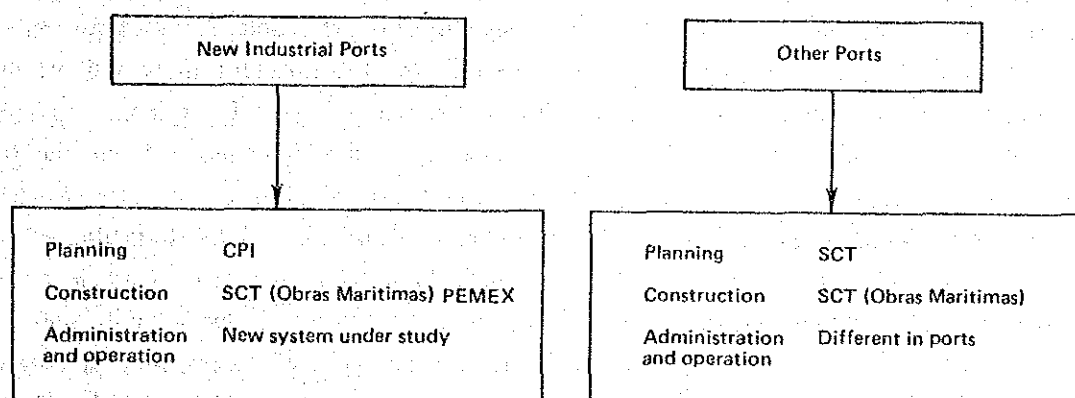 New Industrial Ports
Planning CPI
Construction SCT (Obras Maritimas) PEMEX
Administration New system under study
and operation
Other Ports
Planning SCT
Construction SCT (Obras Maritimas)
Administration Different in ports
and operation